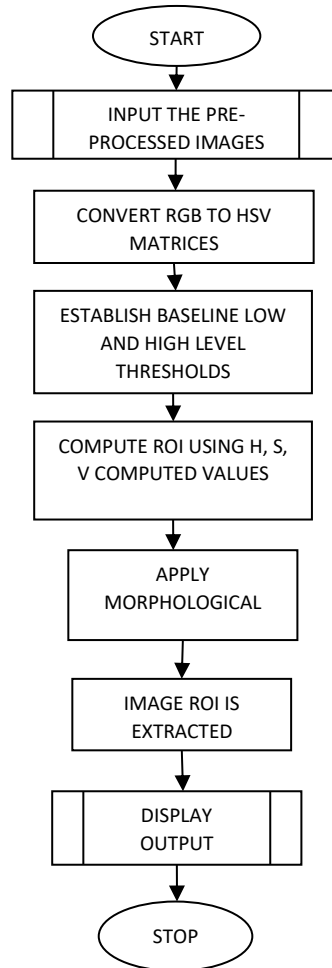 START
INPUT THE PRE-
PROCESSED IMAGES
CONVERT RGB TO HSV
MATRICES
ESTABLISH BASELINE LOW
AND HIGH LEVEL
THRESHOLDS
COMPUTE ROI USING H, S,
V COMPUTED VALUES
APPLY
MORPHOLOGICAL
IMAGE ROI IS
EXTRACTED
DISPLAY
OUTPUT
STOP